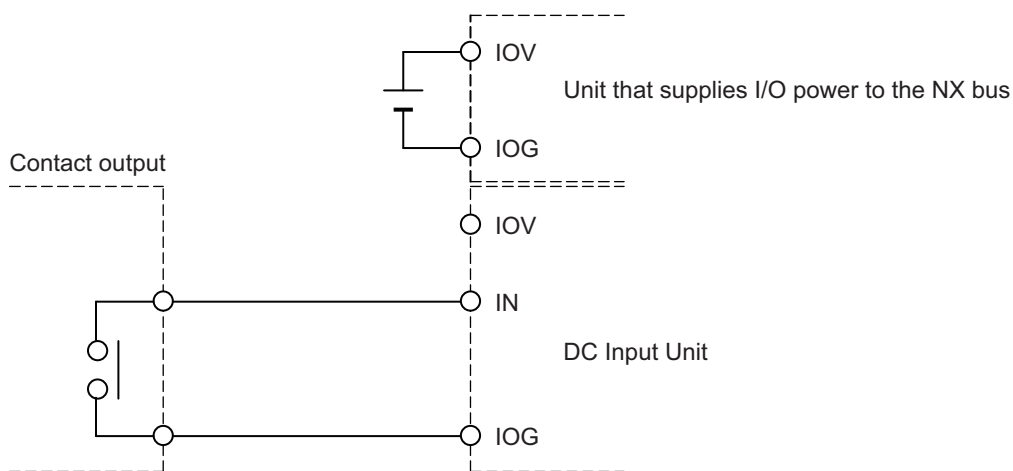 IOV
Unit that supplies I/O power to the NX bus
IOG
Contact output
IOV
IN
DC Input Unit
IOG